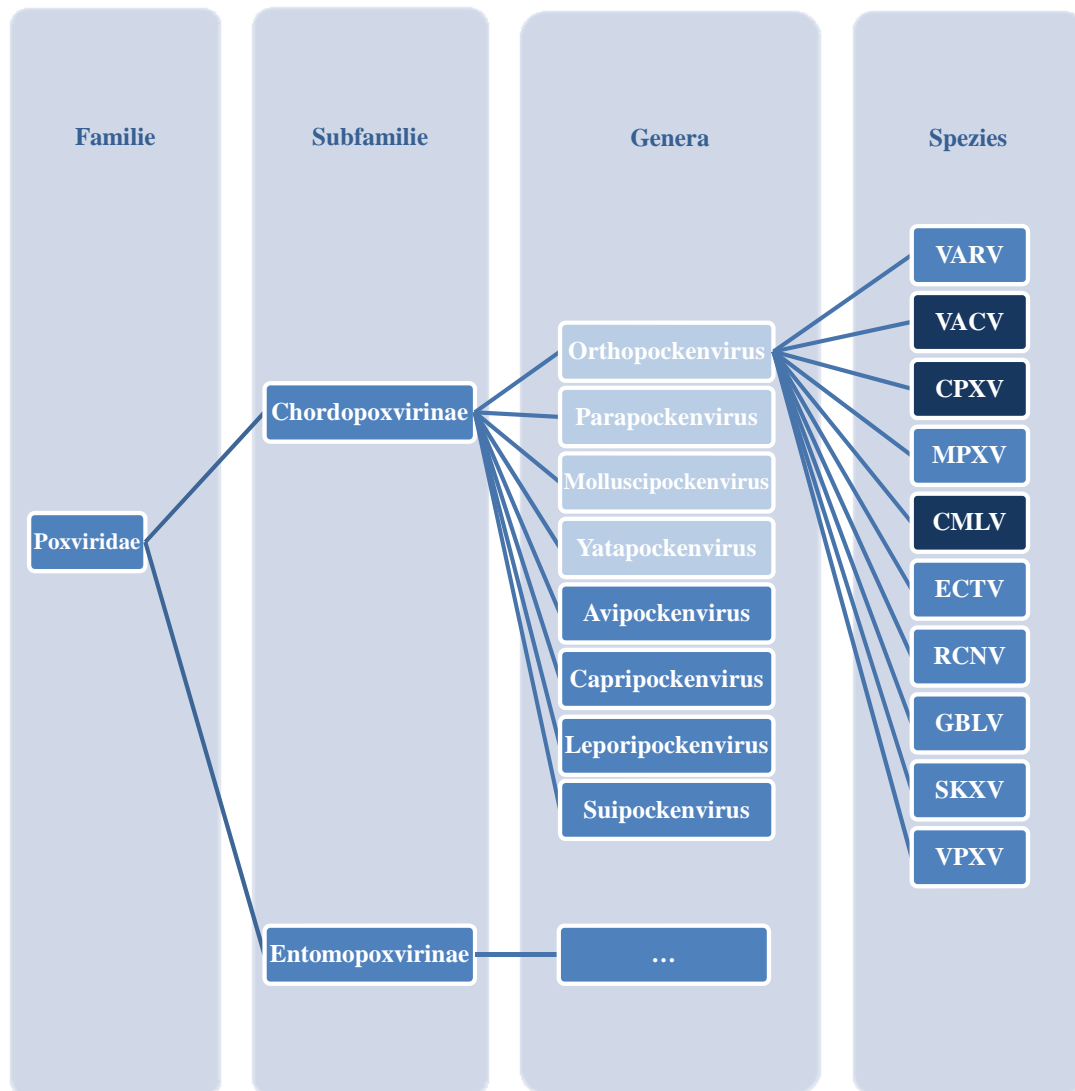 Familie
Subfamilie
Genera
Spezies
Poxviridae
Chordopoxvirinae
Entomopoxvirinae
Orthopockenvirus
Parapockenvirus
Molluscipockenvirus
Yatapockenvirus
Avipockenvirus
Capripockenvirus
Leporipockenvirus
Suipockenvirus
…
VARV
VACV
CPXV
MPXV
CMLV
ECTV
RCNV
GBLV
SKXV
VPXV